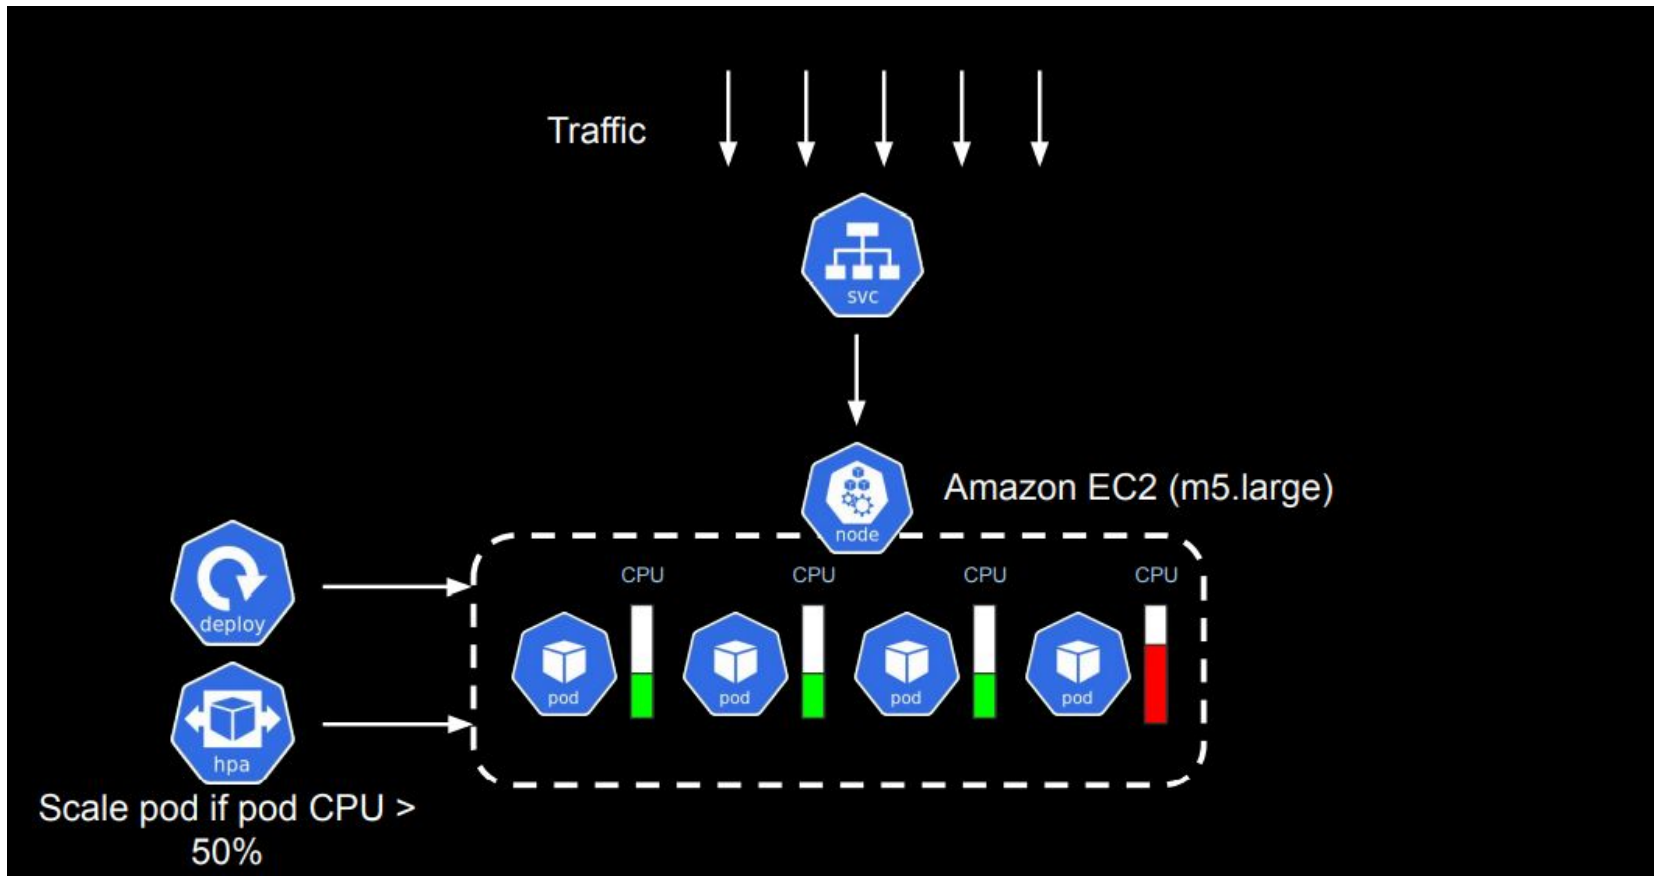 Traffic
svc
Amazon EC2 (m5.large)
node
deploy
CPU
CPU
CPU
CPU
pod
pod
pod
pod
hpa
Scale pod if pod CPU >
50%